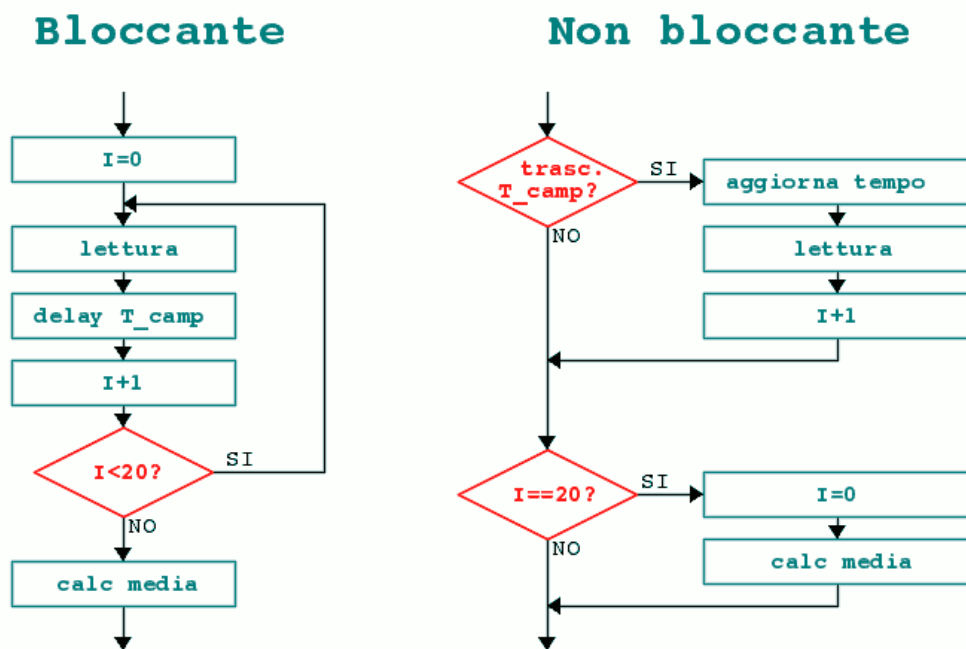 Bloccante
I=0
lettura
delay T_camp
I+1
I<20?
SI
NO
calc media
Non bloccante
trasc.
T_camp?
SI
NO
aggiorna tempo
lettura
I+1
I==20?
SI
NO
I=0
calc media